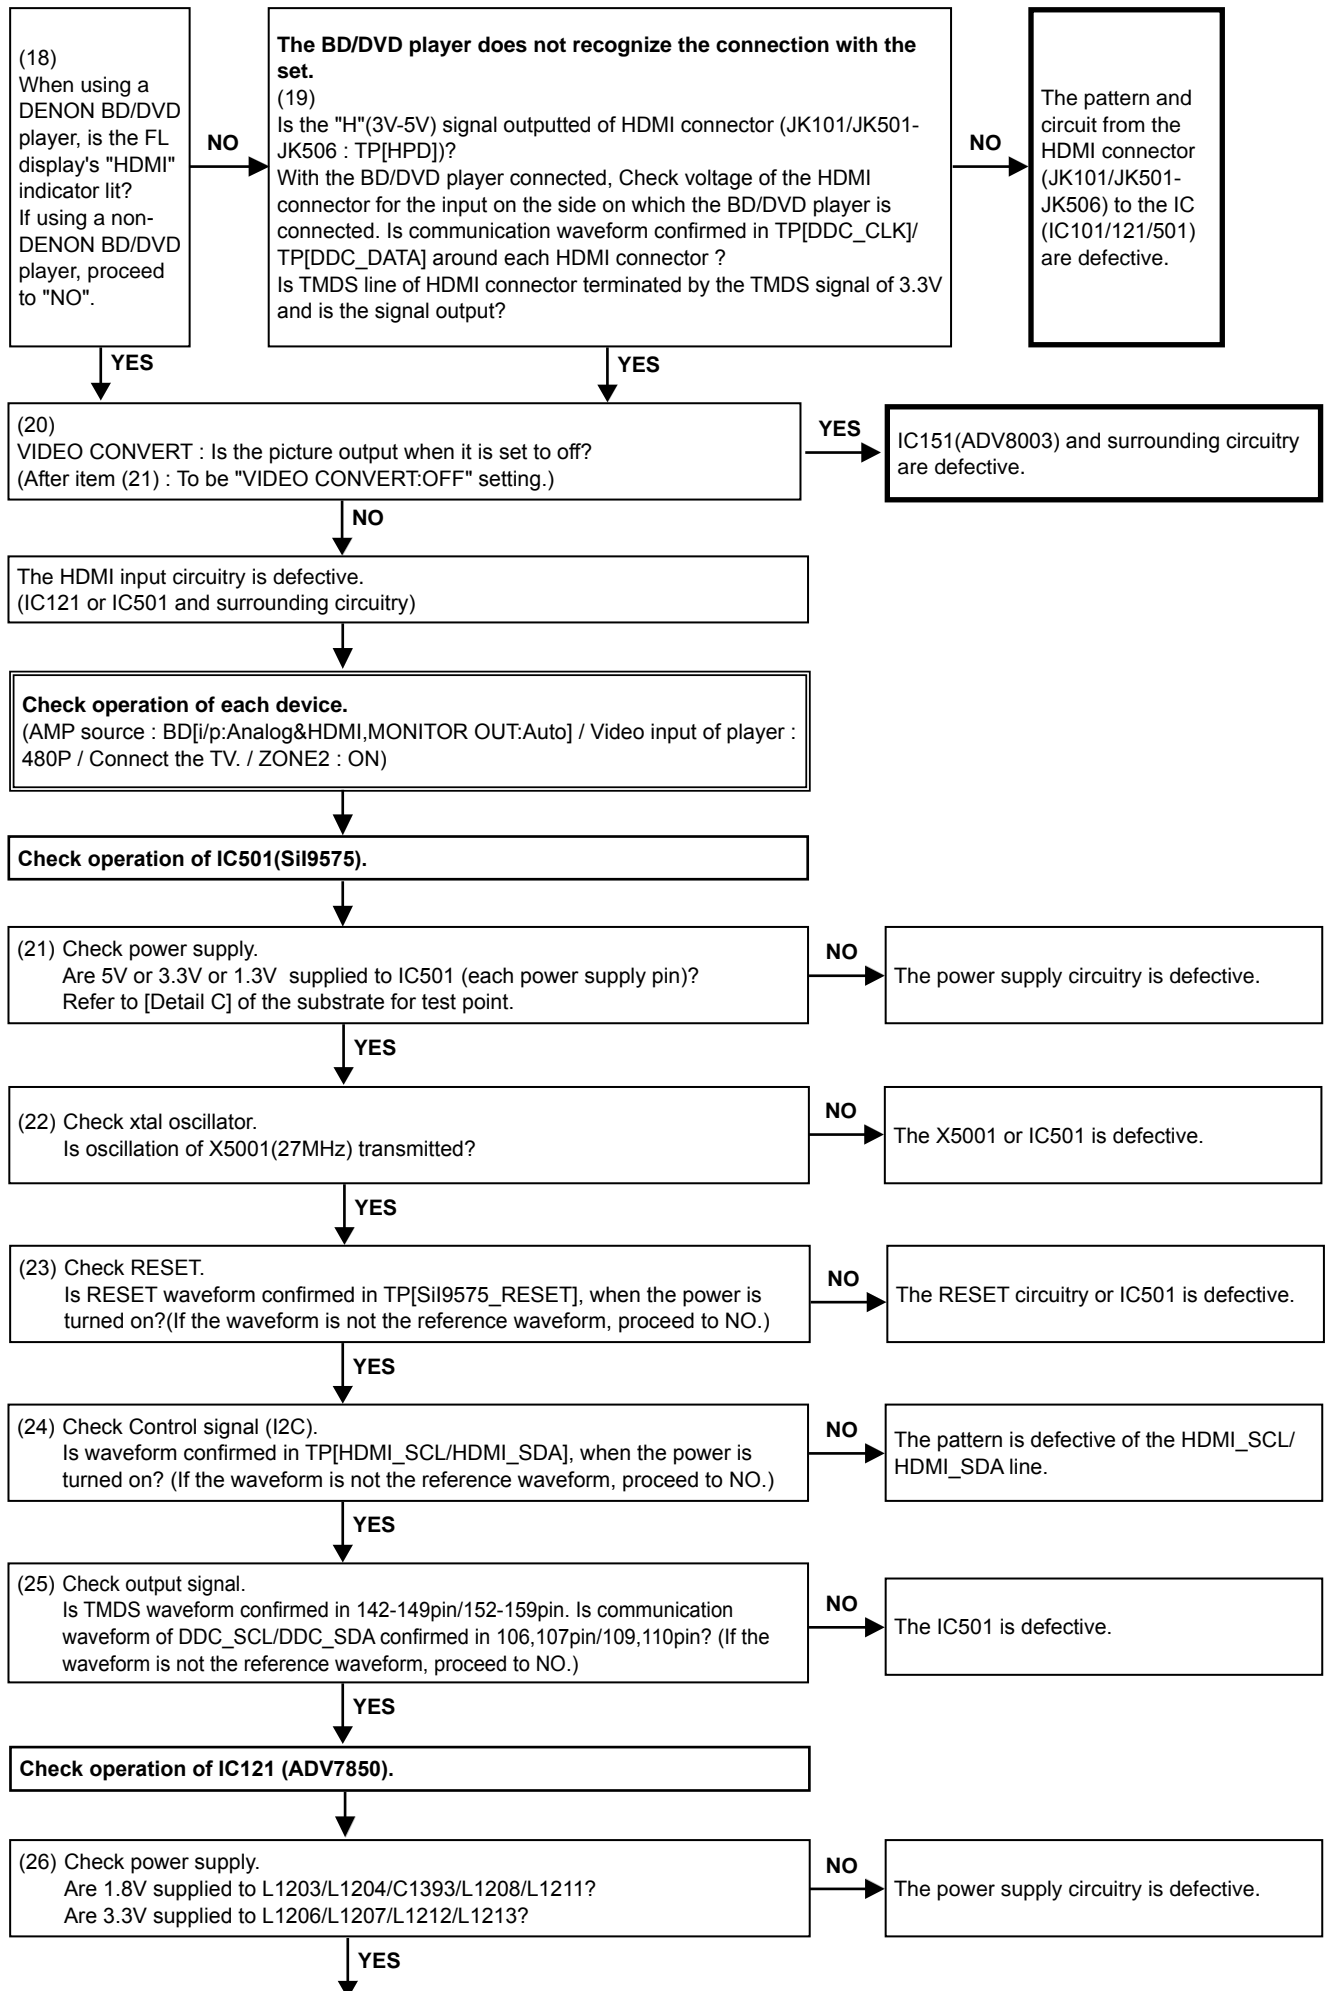 (18)
When using a
DENON BD/DVD
player, is the FL
display's "HDMI"
indicator lit?
If using a non-
DENON BD/DVD
player, proceed
to "NO".
NO
The BD/DVD player does not recognize the connection with the
set.
(19)
Is the "H"(3V-5V) signal outputted of HDMI connector (JK101/JK501-
JK506 : TP[HPD])?
With the BD/DVD player connected, Check voltage of the HDMI
connector for the input on the side on which the BD/DVD player is
connected. Is communication waveform confirmed in TP[DDC_CLK]/
TP[DDC_DATA] around each HDMI connector ?
Is TMDS line of HDMI connector terminated by the TMDS signal of 3.3V
and is the signal output?
NO
The pattern and
circuit from the
HDMI connector
(JK101/JK501-
JK506) to the IC
(IC101/121/501)
are defective.
YES
YES
(20)
VIDEO CONVERT : Is the picture output when it is set to off?
(After item (21) : To be "VIDEO CONVERT:OFF" setting.)
YES
IC151(ADV8003) and surrounding circuitry
are defective.
NO
The HDMI input circuitry is defective.
(IC121 or IC501 and surrounding circuitry)
Check operation of each device.
(AMP source : BD[i/p:Analog&HDMI,MONITOR OUT:Auto] / Video input of player :
480P / Connect the TV. / ZONE2 : ON)
Check operation of IC501(SiI9575).
(21) Check power supply.
Are 5V or 3.3V or 1.3V  supplied to IC501 (each power supply pin)?
Refer to [Detail C] of the substrate for test point.
NO
The power supply circuitry is defective.
YES
(22) Check xtal oscillator.
Is oscillation of X5001(27MHz) transmitted?
NO
The X5001 or IC501 is defective.
YES
(23) Check RESET.
Is RESET waveform confirmed in TP[SiI9575_RESET], when the power is
turned on?(If the waveform is not the reference waveform, proceed to NO.)
NO
The RESET circuitry or IC501 is defective.
YES
(24) Check Control signal (I2C).
Is waveform confirmed in TP[HDMI_SCL/HDMI_SDA], when the power is
turned on? (If the waveform is not the reference waveform, proceed to NO.)
NO
The pattern is defective of the HDMI_SCL/
HDMI_SDA line.
YES
(25) Check output signal.
Is TMDS waveform confirmed in 142-149pin/152-159pin. Is communication
waveform of DDC_SCL/DDC_SDA confirmed in 106,107pin/109,110pin? (If the
waveform is not the reference waveform, proceed to NO.)
NO
The IC501 is defective.
YES
Check operation of IC121 (ADV7850).
(26) Check power supply.
Are 1.8V supplied to L1203/L1204/C1393/L1208/L1211?
Are 3.3V supplied to L1206/L1207/L1212/L1213?
NO
The power supply circuitry is defective.
YES